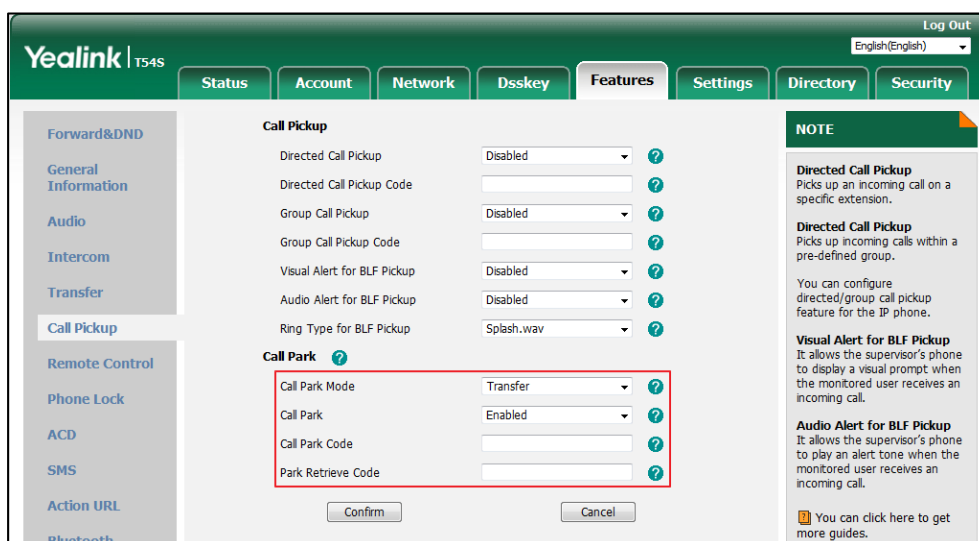 Log Out
English(English)
Yealink | T54S
Status Account Network Dsskey Features Settings Directory Security
Forward&DND
General
Information
Audio
Intercom
Transfer
Call Pickup
Remote Control
Phone Lock
ACD
SMS
Action URL
Bluetooth
Call Pickup
Directed Call Pickup Disabled ?
Directed Call Pickup Code ?
Group Call Pickup Disabled ?
Group Call Pickup Code ?
Visual Alert for BLF Pickup Disabled ?
Audio Alert for BLF Pickup Disabled ?
Ring Type for BLF Pickup Splash.wav ?
Call Park ?
Call Park Mode Transfer ?
Call Park Enabled ?
Call Park Code ?
Park Retrieve Code ?
Confirm Cancel
NOTE
Directed Call Pickup
Picks up an incoming call on a
specific extension.
Directed Call Pickup
Picks up incoming calls within a
pre-defined group.
You can configure
directed/group call pickup
feature for the IP phone.
Visual Alert for BLF Pickup
It allows the supervisor's phone
to display a visual prompt when
the monitored user receives an
incoming call.
Audio Alert for BLF Pickup
It allows the supervisor's phone
to play an alert tone when the
monitored user receives an
incoming call.
? You can click here to get
more guides.